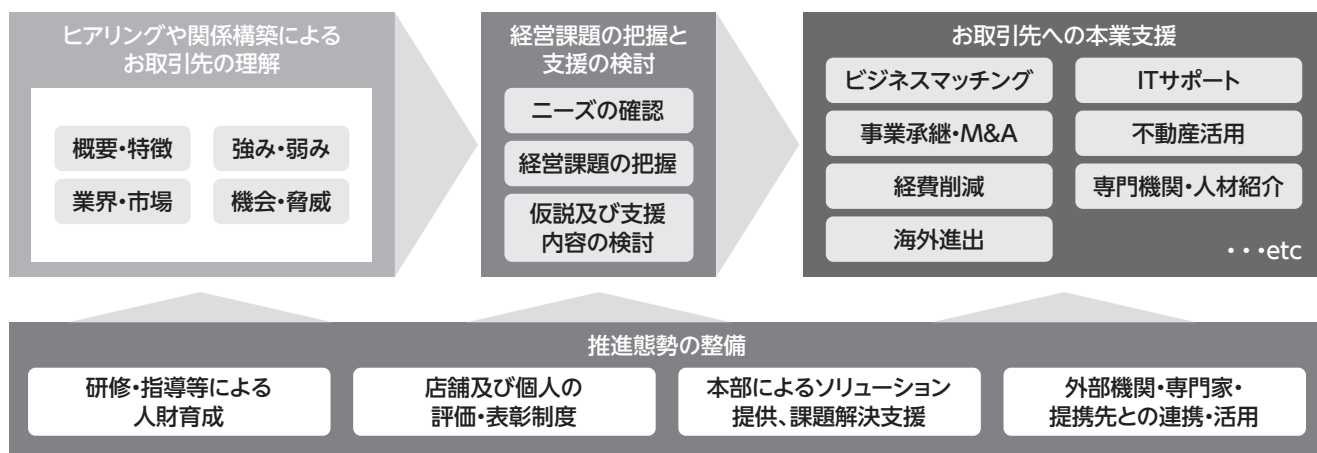 ヒアリングや関係構築による
お取引先の理解
概要・特徴
強み・弱み
業界・市場
機会・脅威
経営課題の把握と
支援の検討
ニーズの確認
経営課題の把握
仮説及び支援
内容の検討
お取引先への本業支援
ビジネスマッチング
ITサポート
事業承継・M&A
不動産活用
経費削減
専門機関・人材紹介
海外進出
・・・etc
推進態勢の整備
研修・指導等による
人財育成
店舗及び個人の
評価・表彰制度
本部によるソリューション
提供、課題解決支援
外部機関・専門家・
提携先との連携・活用